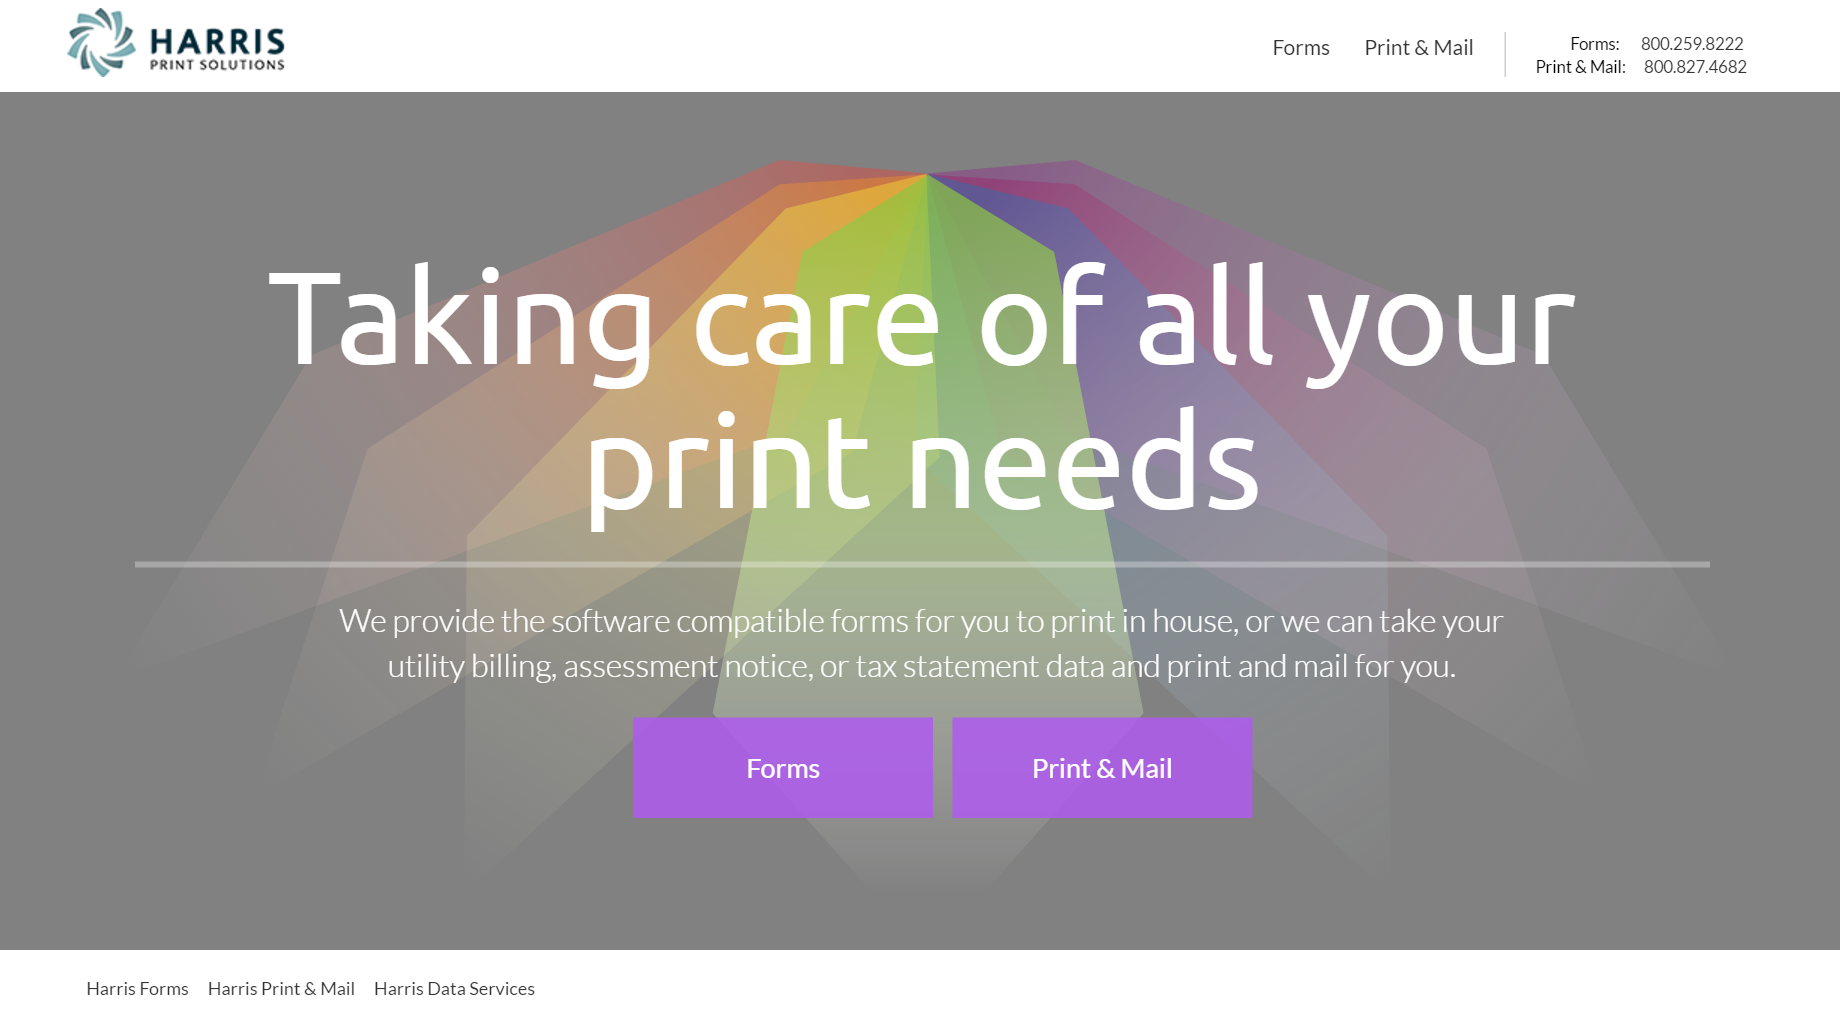 HARRIS
PRINT SOLUTIONS
Forms Print & Mail
Forms: 800.259.8222
Print & Mail: 800.827.4682
Taking care of all your
print needs
We provide the software compatible forms for you to print in house, or we can take your
utility billing, assessment notice, or tax statement data and print and mail for you.
Forms Print & Mail
Harris Forms Harris Print & Mail Harris Data Services